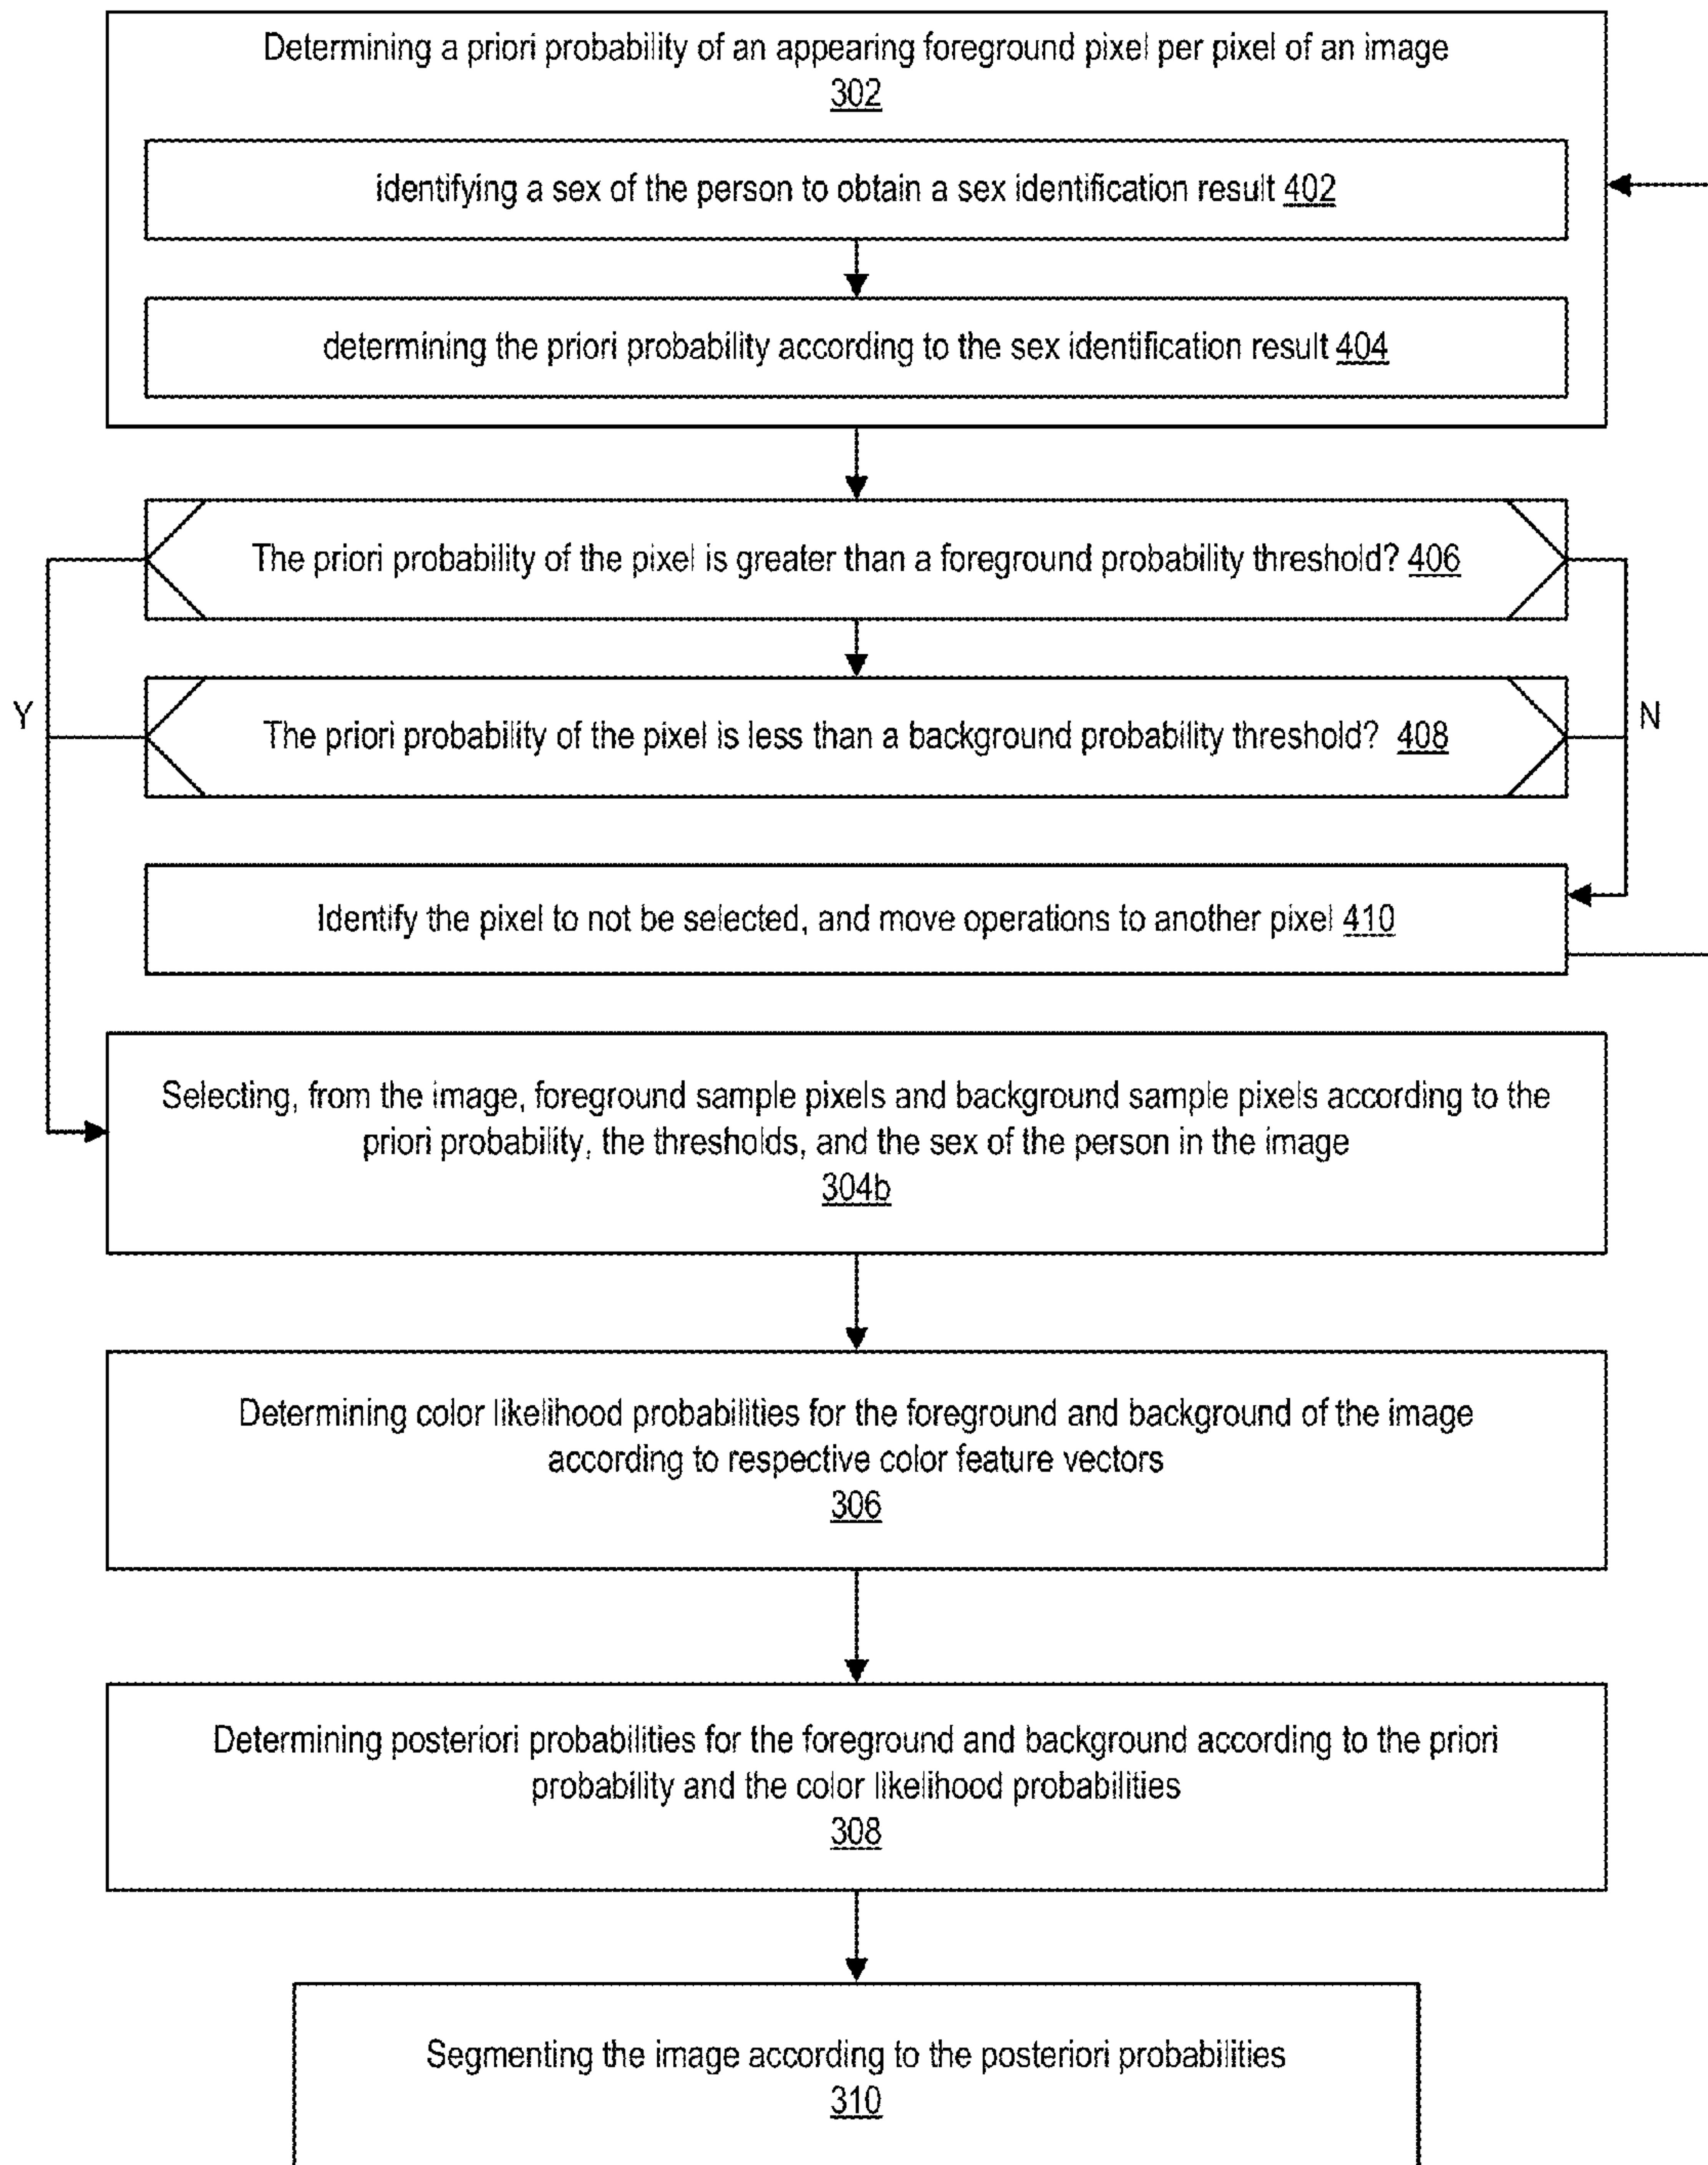 Determining a priori probability of an appearing foreground pixel per pixel of an image
302
identifying a sex of the person to obtain a sex identification result 402
determining the priori probability according to the sex identification result 404
The priori probability of the pixel is greater than a foreground probability threshold? 406
Y
N
The priori probability of the pixel is less than a background probability threshold? 408
Identify the pixel to not be selected, and move operations to another pixel 410
Selecting, from the image, foreground sample pixels and background sample pixels according to the
priori probability, the thresholds, and the sex of the person in the image
304b
Determining color likelihood probabilities for the foreground and background of the image
according to respective color feature vectors
306
Determining posteriori probabilities for the foreground and background according to the priori
probability and the color likelihood probabilities
308
Segmenting the image according to the posteriori probabilities
310